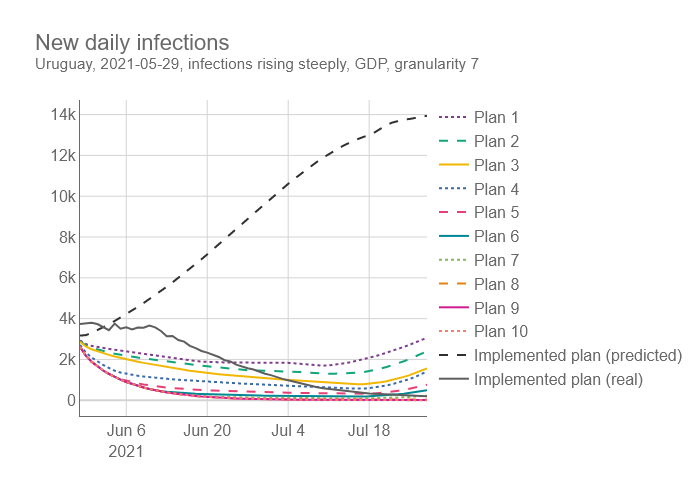 New daily infections
Uruguay, 2021-05-29, infections rising steeply, GDP, granularity 7
14k
12k
10k
8k
6k
4k
2k
0
Jun 6
2021
Jun 20
Jul 4
Jul 18
Plan 1
Plan 2
Plan 3
Plan 4
Plan 5
Plan 6
Plan 7
Plan 8
Plan 9
Plan 10
Implemented plan (predicted)
Implemented plan (real)